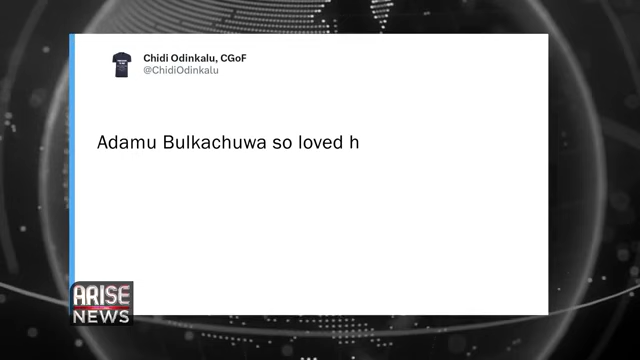 Chidi Odinkalu, CGoF
@ChidiOdinkalu
Adamu Bulkachuwa so loved h
ARISE
NEWS